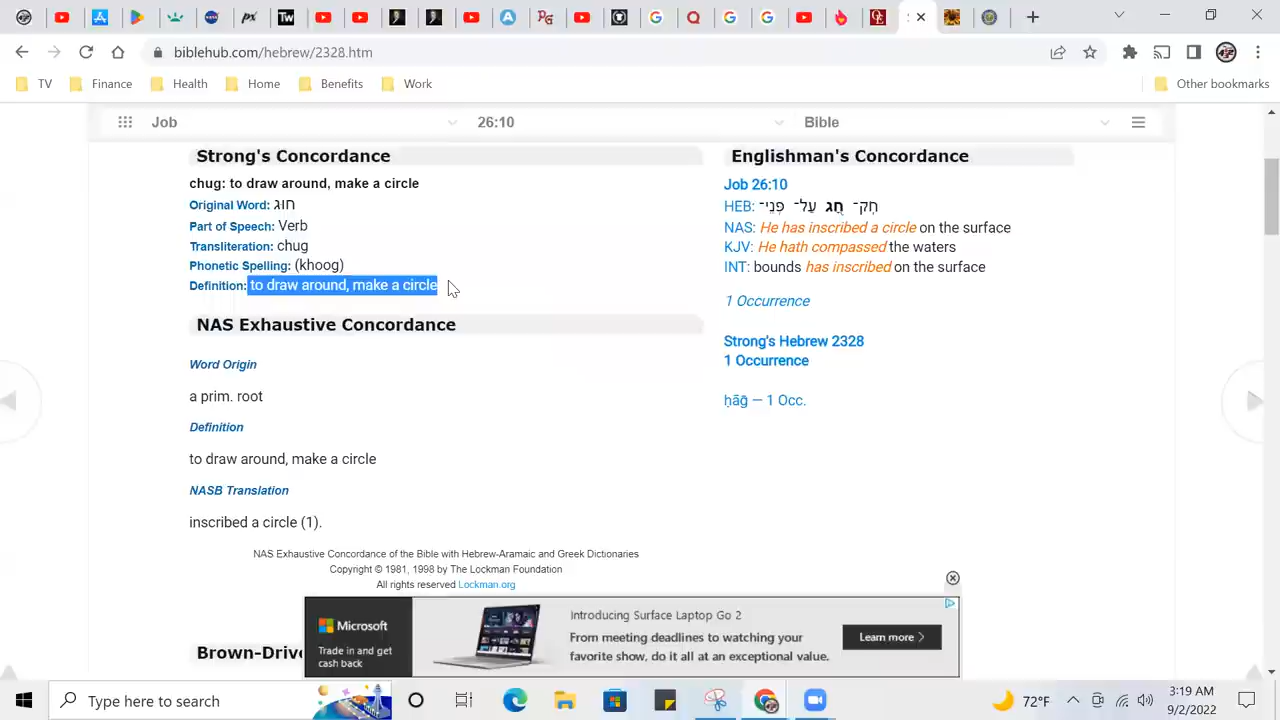 biblehub.com/hebrew/2328.htm
TV Finance Health Home Benefits Work Other bookmarks
Job 26:10 Bible
Strong's Concordance
chug: to draw around, make a circle
Original Word: חוּג
Part of Speech: Verb
Transliteration: chug
Phonetic Spelling: (khoog)
Definition: to draw around, make a circle
NAS Exhaustive Concordance
Word Origin
a prim. root
Definition
to draw around, make a circle
NASB Translation
inscribed a circle (1).
NAS Exhaustive Concordance of the Bible with Hebrew-Aramaic and Greek Dictionaries
Copyright © 1981, 1998 by The Lockman Foundation
All rights reserved Lockman.org
Brown-Drive
Englishman's Concordance
Job 26:10
HEB: חֹֽק־ חָ֭ג עַל־ פְּנֵי־
NAS: He has inscribed a circle on the surface
KJV: He hath compassed the waters
INT: bounds has inscribed on the surface
1 Occurrence
Strong's Hebrew 2328
1 Occurrence
ḥāḡ — 1 Occ.
Microsoft
Trade in and get
cash back
Introducing Surface Laptop Go 2
From meeting deadlines to watching your
favorite show, do it all at an exceptional value.
Learn more
Type here to search
72°F
3:19 AM
9/2/2022